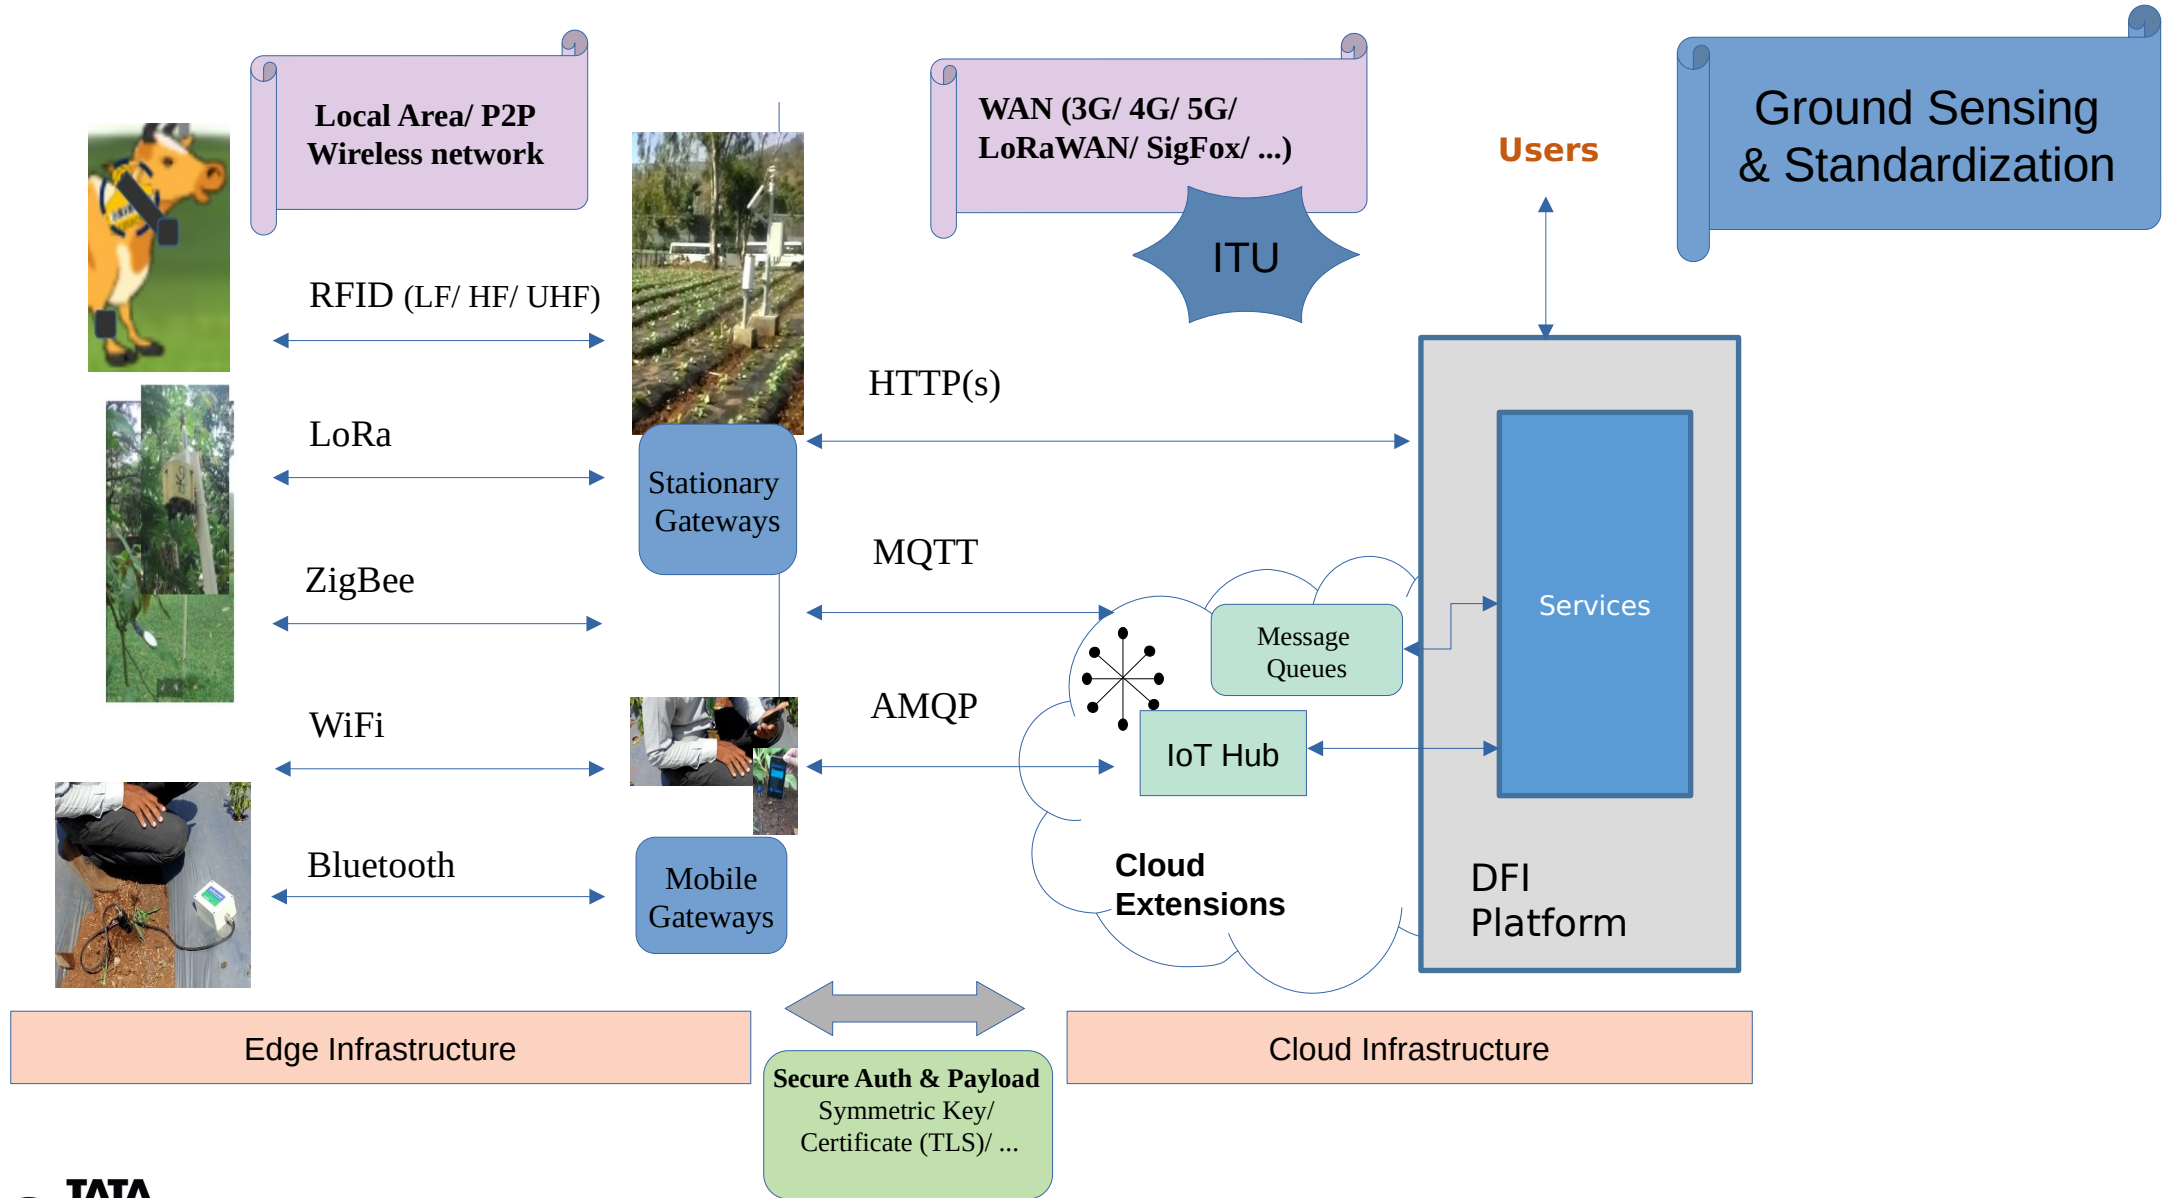 Local Area/ P2P
Wireless network
WAN (3G/ 4G/ 5G/
LoRaWAN/ SigFox/ ...)
ITU
Users
Ground Sensing
& Standardization
RFID (LF/ HF/ UHF)
LoRa
ZigBee
WiFi
Bluetooth
Stationary
Gateways
Mobile
Gateways
HTTP(s)
MQTT
AMQP
Message
Queues
IoT Hub
Cloud
Extensions
Services
DFI
Platform
Edge Infrastructure
Cloud Infrastructure
Secure Auth & Payload
Symmetric Key/
Certificate (TLS)/ ...
TATA